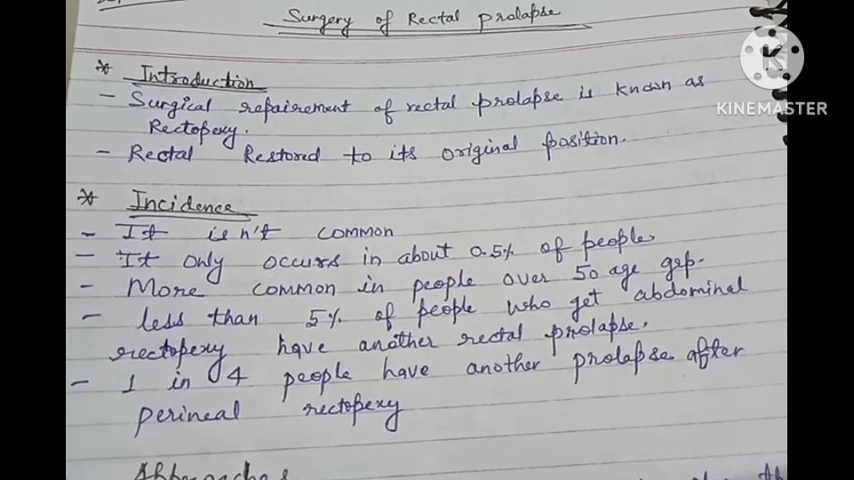 Surgery of Rectal prolapse
* Introduction
- Surgical repairement of rectal prolapse is known as
Rectopexy.
- Rectal Restored to its original position.
* Incidence
- It isn't common
- It only occurs in about 0.5% of people.
- More common in people over 50 age grp.
- less than 5% of people who get abdominal
rectopexy have another rectal prolapse.
- 1 in 4 people have another prolapse after
perineal rectopexy
Approaches
K
KINEMASTER